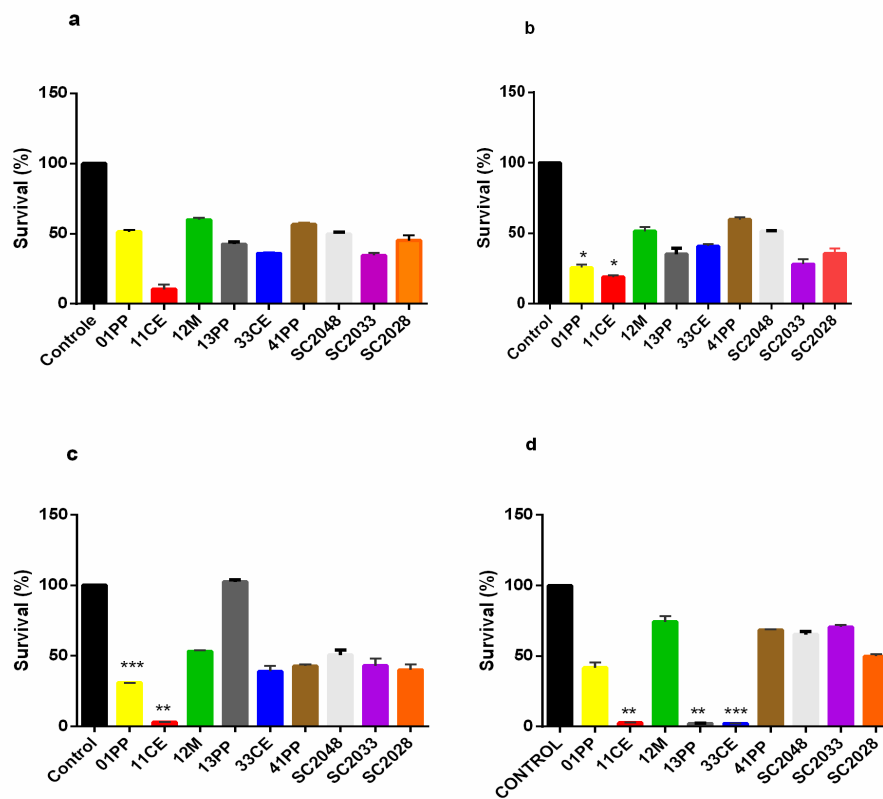 a
Survival (%)
150
100
50
0
Controle
01PP
11CE
12M
13PP
33CE
41PP
SC2048
SC2033
SC2028
b
Survival (%)
150
100
50
0
* *
Control
01PP
11CE
12M
13PP
33CE
41PP
SC2048
SC2033
SC2028
c
Survival (%)
150
100
50
0
*** **
Control
01PP
11CE
12M
13PP
33CE
41PP
SC2048
SC2033
SC2028
d
Survival (%)
150
100
50
0
** ** ***
CONTROL
01PP
11CE
12M
13PP
33CE
41PP
SC2048
SC2033
SC2028